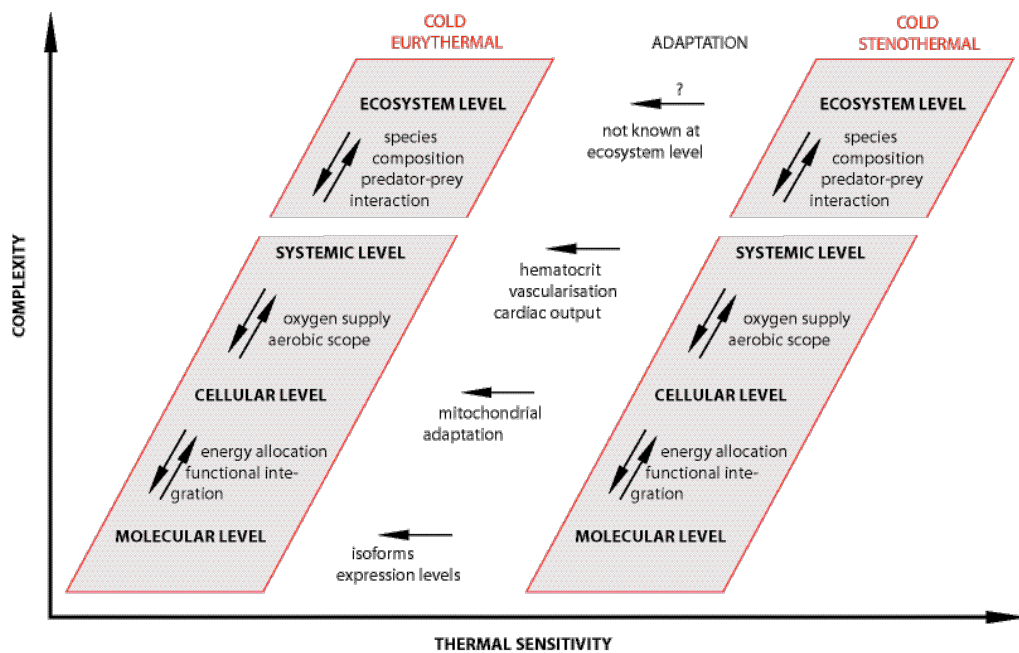 COLD
EURYTHERMAL
ADAPTATION
COLD
STENOTHERMAL
ECOSYSTEM LEVEL
species
composition
predator-prey
interaction
?
not known at
ecosystem level
ECOSYSTEM LEVEL
species
composition
predator-prey
interaction
SYSTEMIC LEVEL
oxygen supply
aerobic scope
hematocrit
vascularisation
cardiac output
SYSTEMIC LEVEL
oxygen supply
aerobic scope
CELLULAR LEVEL
energy allocation
functional inte-
gration
mitochondrial
adaptation
CELLULAR LEVEL
energy allocation
functional inte-
gration
MOLECULAR LEVEL
isoforms
expression levels
MOLECULAR LEVEL
COMPLEXITY
THERMAL SENSITIVITY